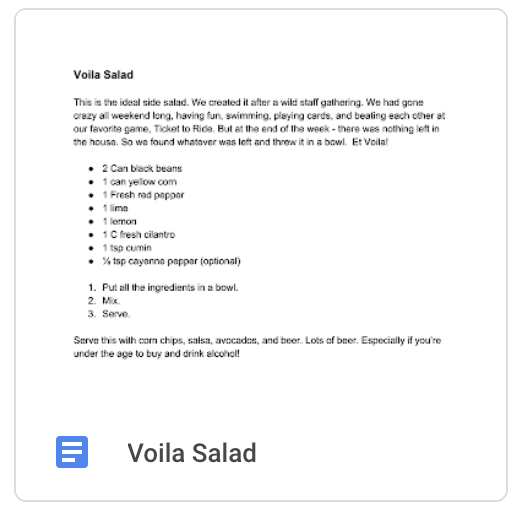 Voila Salad
This is the ideal side salad. We created it after a wild staff gathering. We had gone
crazy all weekend long, having fun, swimming, playing cards, and beating each other at
our favorite game, Ticket to Ride. But at the end of the week - there was nothing left in
the house. So we found whatever was left and threw it in a bowl. Et Voila!
● 2 Can black beans
● 1 can yellow corn
● 1 Fresh red pepper
● 1 lime
● 1 lemon
● 1 C fresh cilantro
● 1 tsp cumin
● tsp cayenne pepper (optional)
1. Put all the ingredients in a bowl.
2. Mix.
3. Serve.
Serve this with corn chips, salsa, avocados, and beer. Lots of beer. Especially if you're
under the age to buy and drink alcohol!
Voila Salad